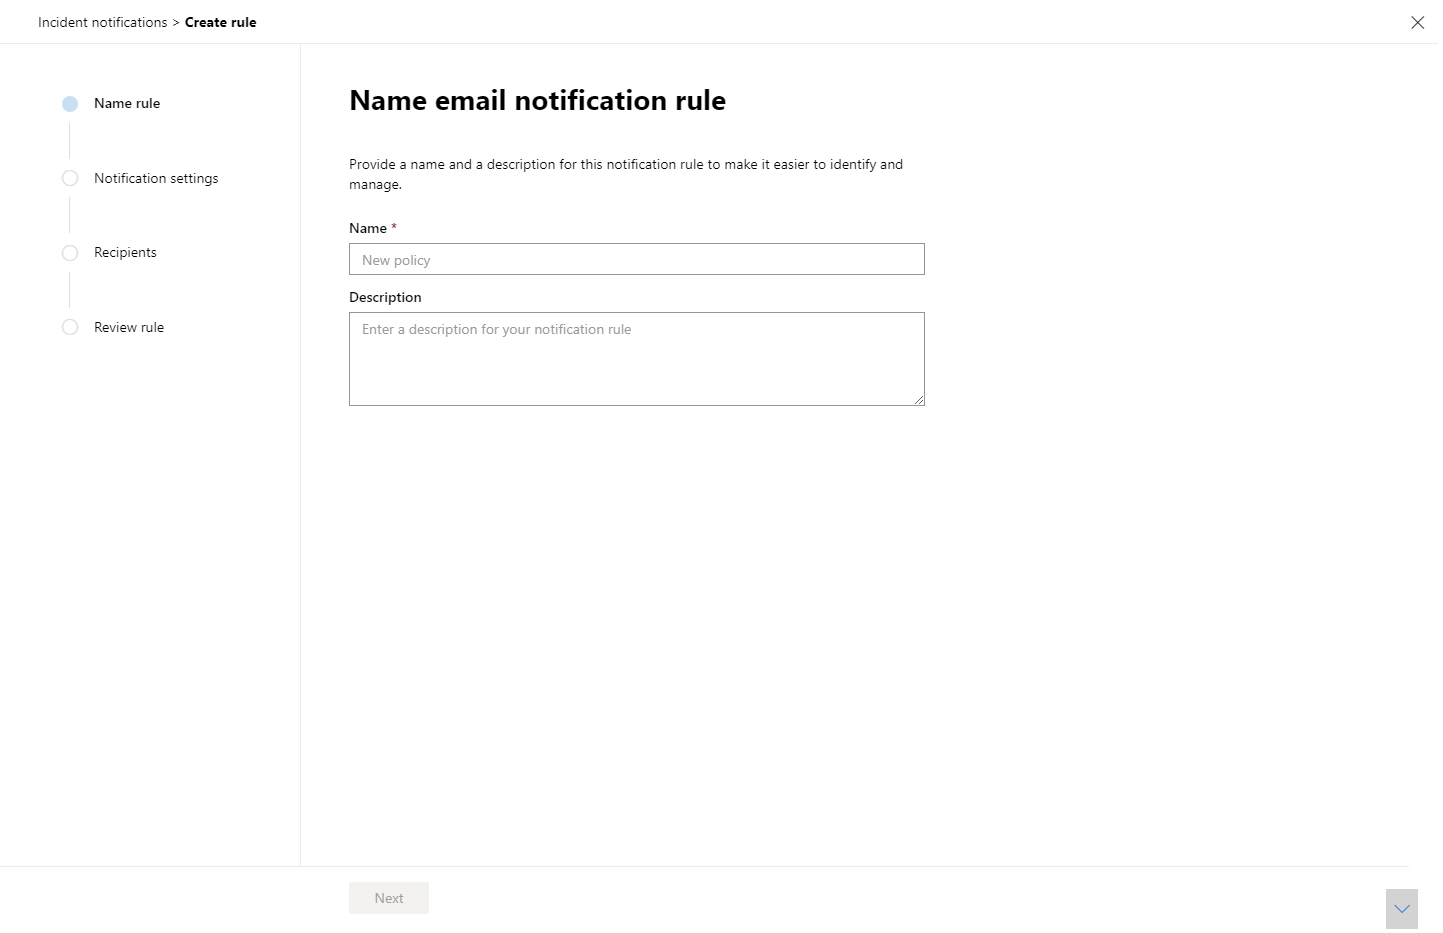 Incident notifications > Create rule
Name rule
Notification settings
Recipients
Review rule
Name email notification rule
Provide a name and a description for this notification rule to make it easier to identify and
manage.
Name *
New policy
Description
Enter a description for your notification rule
Next